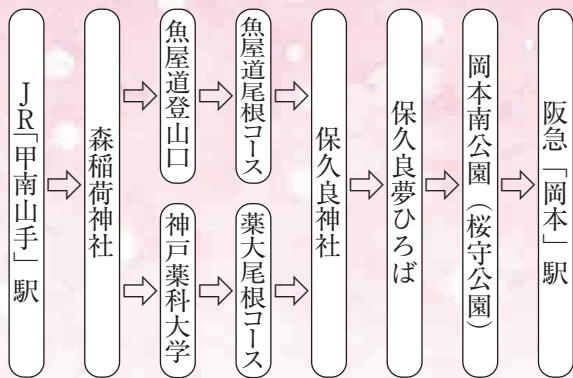 JR「甲南山手」駅
森稲荷神社
魚屋道登山口
魚屋道尾根コース
神戸薬科大学
薬大尾根コース
保久良神社
保久良夢ひろば
岡本南公園（桜守公園）
阪急「岡本」駅